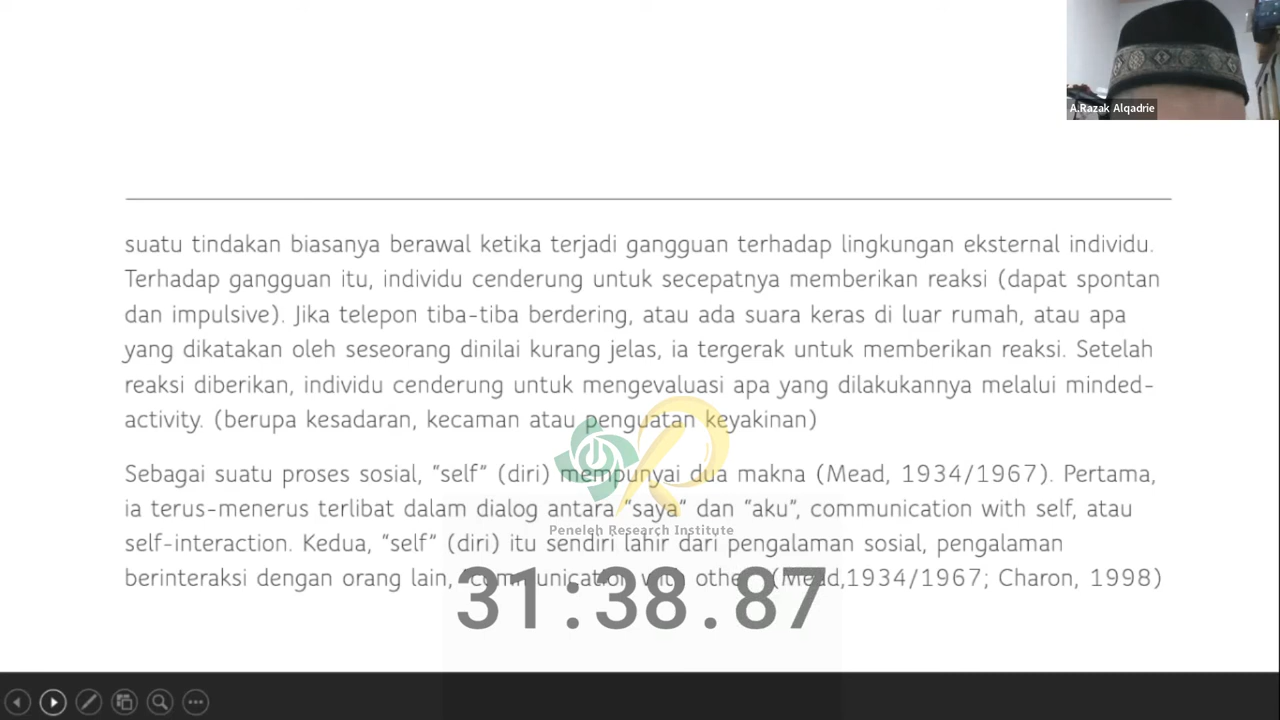 A.Razak Alqadrie
suatu tindakan biasanya berawal ketika terjadi gangguan terhadap lingkungan eksternal individu.
Terhadap gangguan itu, individu cenderung untuk secepatnya memberikan reaksi (dapat spontan
dan impulsive). Jika telepon tiba-tiba berdering, atau ada suara keras di luar rumah, atau apa
yang dikatakan oleh seseorang dinilai kurang jelas, ia tergerak untuk memberikan reaksi. Setelah
reaksi diberikan, individu cenderung untuk mengevaluasi apa yang dilakukannya melalui minded-
activity. (berupa kesadaran, kecaman atau penguatan keyakinan)
Sebagai suatu proses sosial, "self" (diri) mempunyai dua makna (Mead, 1934/1967). Pertama,
ia terus-menerus terlibat dalam dialog antara "saya" dan "aku", communication with self, atau
Peneleh Research Institute
self-interaction. Kedua, "self" (diri) itu sendiri lahir dari pengalaman sosial, pengalaman
berinteraksi dengan orang lain, "communication with other (Mead,1934/1967; Charon, 1998)
31:38.87